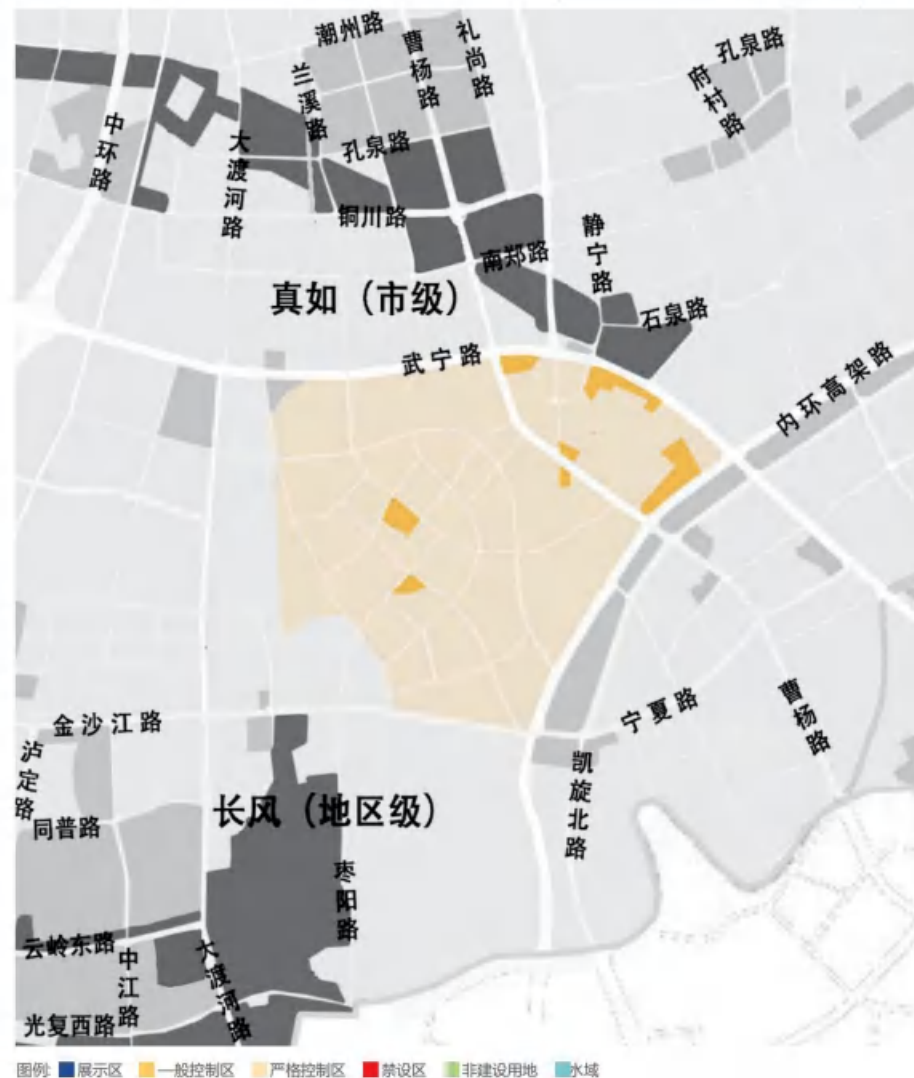 潮州路
曹杨路
礼尚路
孔泉路
府村路
兰溪路
中环路
大渡河路
孔泉路
铜川路
静宁路
南郑路
真如（市级）
石泉路
武宁路
内环高架路
金沙江路
宁夏路
曹杨路
泸定路
凯旋北路
长风（地区级）
同普路
枣阳路
云岭东路
中江路
大渡河路
光复西路
图例: 展示区 一般控制区 严格控制区 禁设区 非建设用地 水域